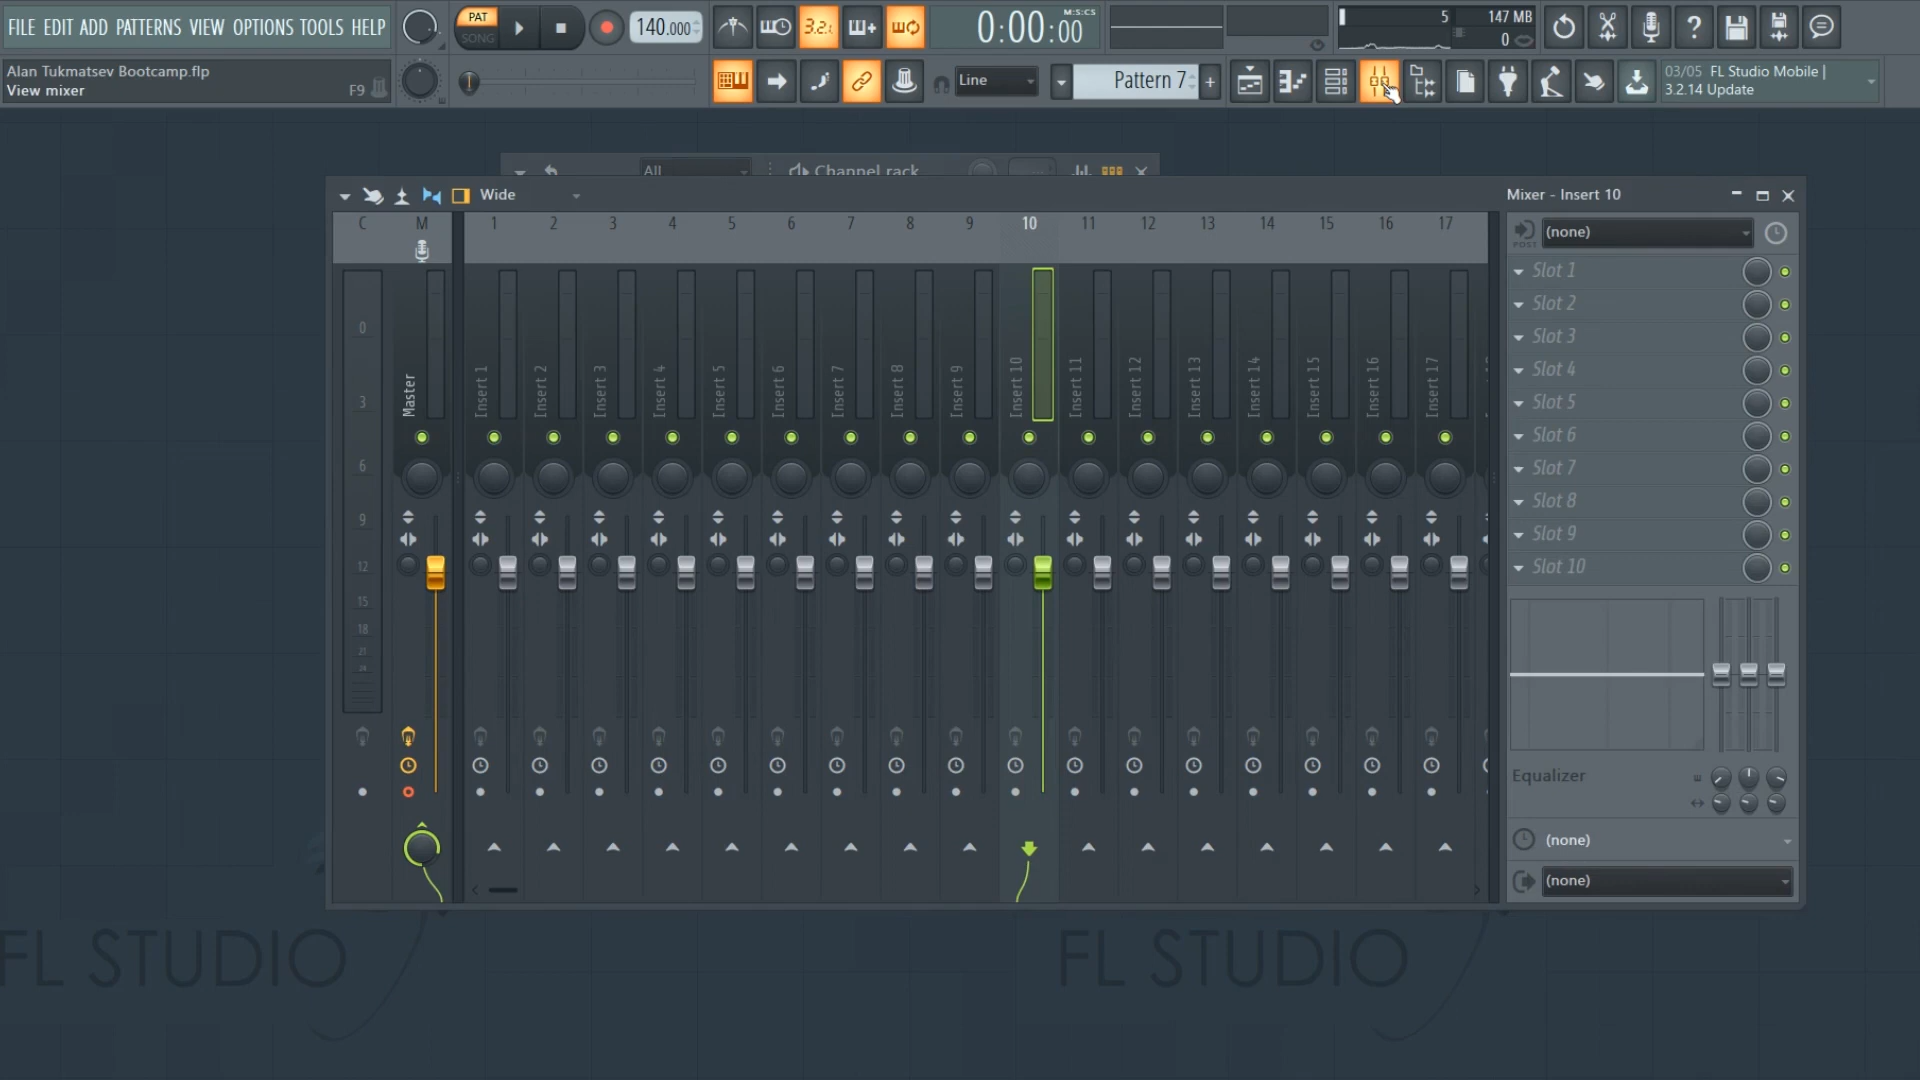 FILE EDIT ADD PATTERNS VIEW OPTIONS TOOLS HELP
PAT
SONG
140.000
3.2.
0:00:00
M:S:CS
5
147 MB
0
Alan Tukmatsev Bootcamp.flp
View mixer
F9
Line
Pattern 7
03/05 FL Studio Mobile |
3.2.14 Update
All
Channel rack
Wide
Mixer - Insert 10
C M 1 2 3 4 5 6 7 8 9 10 11 12 13 14 15 16 17
POST
(none)
Master
Insert 1
Insert 2
Insert 3
Insert 4
Insert 5
Insert 6
Insert 7
Insert 8
Insert 9
Insert 10
Insert 11
Insert 12
Insert 13
Insert 14
Insert 15
Insert 16
Insert 17
0
3
6
9
12
15
18
21
24
Slot 1
Slot 2
Slot 3
Slot 4
Slot 5
Slot 6
Slot 7
Slot 8
Slot 9
Slot 10
Equalizer
(none)
(none)
FL STUDIO
FL STUDIO